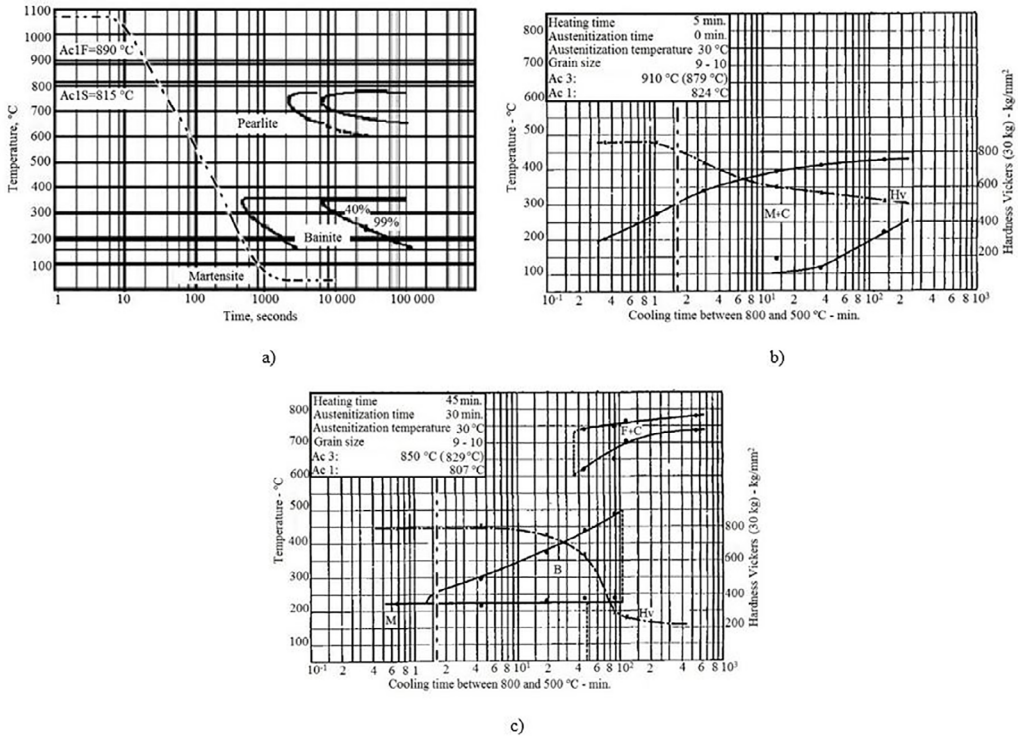 1100
1000
900
800
700
600
500
400
300
200
100
Temperature, °C
Ac1F=890 °C
Ac1S=815 °C
Pearlite
40%
99%
Bainite
Martensite
1 10 100 1000 10 000 100 000
Time, seconds
a)
Heating time 5 min.
Austenitization time 0 min.
Austenitization temperature 30 °C
Grain size 9 - 10
Ac 3: 910 °C (879 °C)
Ac 1: 824 °C
800
700
600
500
400
300
200
100
Temperature - °C
800
600
400
200
Hardness Vickers (30 kg) - kg/mm²
Hv
M+C
10⁻¹ 2 4 6 8 1 2 4 6 8 10¹ 2 4 6 8 10² 2 4 6 8 10³
Cooling time between 800 and 500 °C - min.
b)
Heating time 45 min.
Austenitization time 30 min.
Austenitization temperature 30 °C
Grain size 9 - 10
Ac 3: 850 °C (829°C)
Ac 1: 807 °C
800
700
600
500
400
300
200
100
Temperature - °C
800
600
400
200
Hardness Vickers (30 kg) - kg/mm²
F+C
B
Hv
M
10⁻¹ 2 4 6 8 1 2 4 6 8 10¹ 2 4 6 8 10² 2 4 6 8 10³
Cooling time between 800 and 500 °C - min.
c)